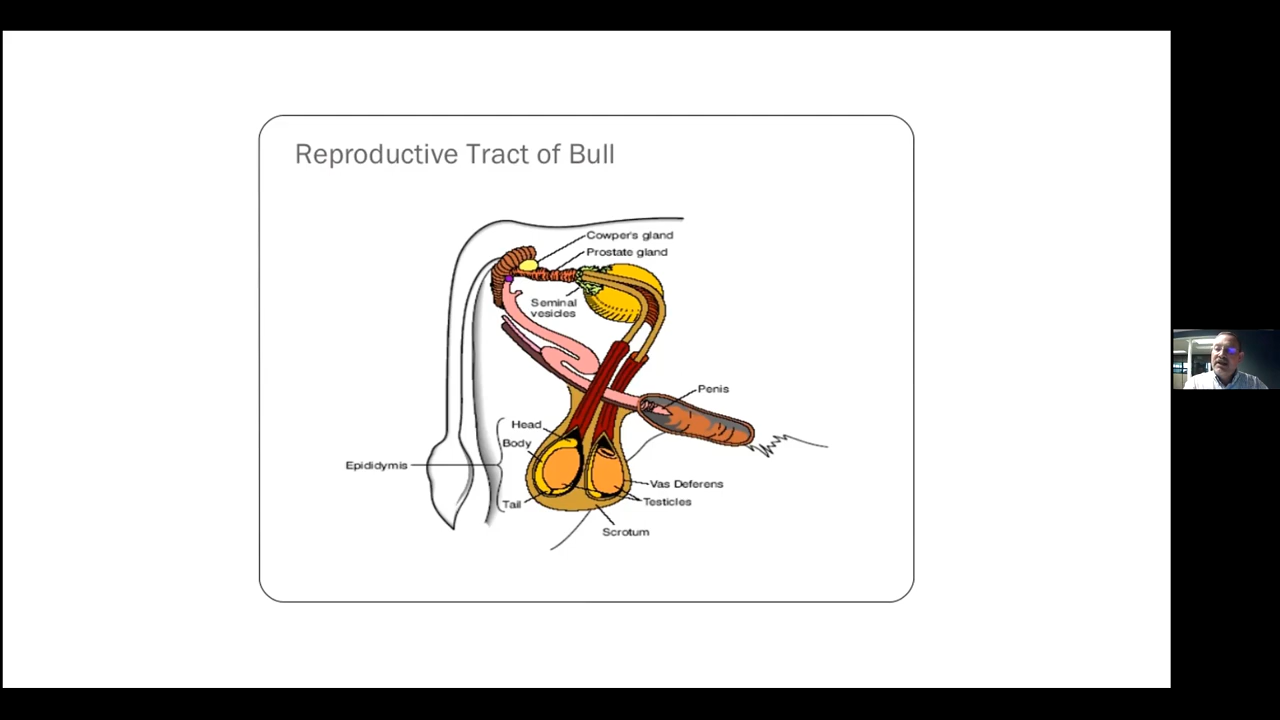 Reproductive Tract of Bull
Cowper's gland
Prostate gland
Seminal
vesicles
Penis
Head
Body
Epididymis
Vas Deferens
Testicles
Tail
Scrotum